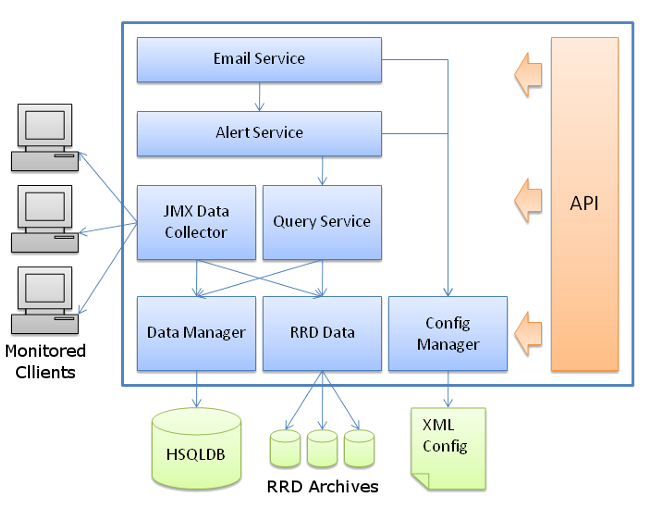 Email Service
Alert Service
JMX Data
Collector
Query Service
API
Data Manager
RRD Data
Config
Manager
Monitored
Cllients
HSQLDB
RRD Archives
XML
Config